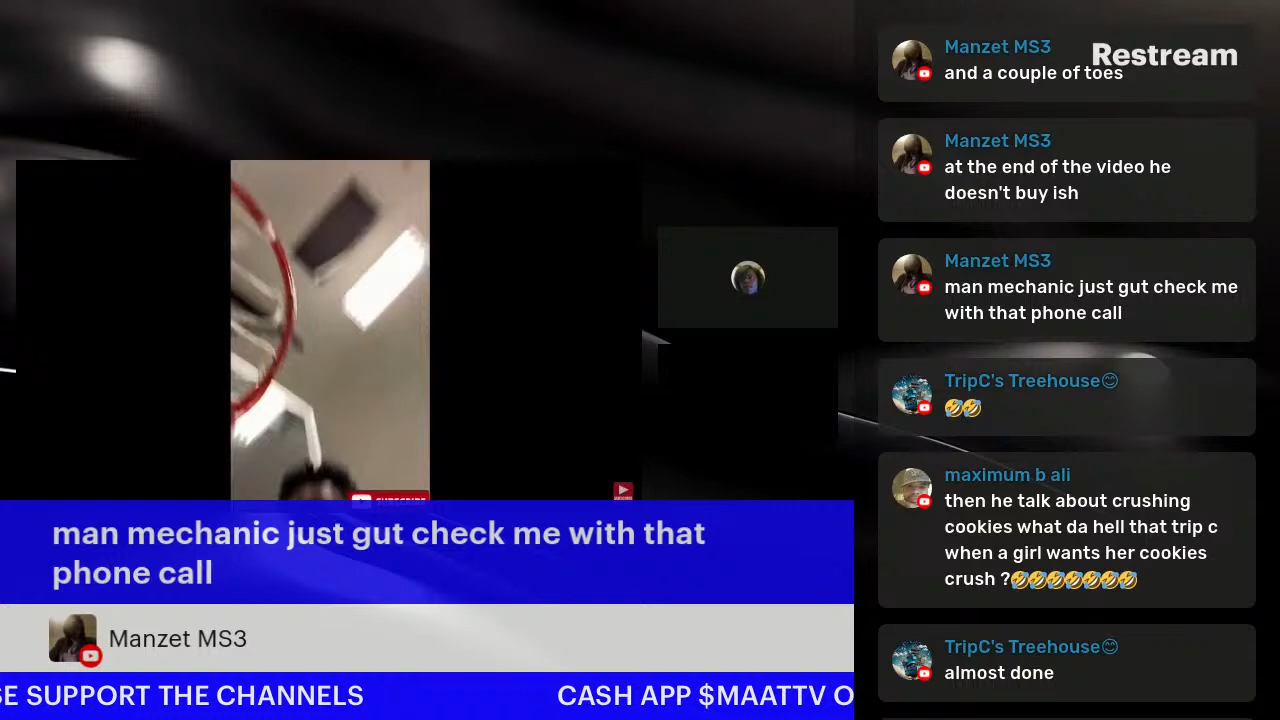 Manzet MS3
Restream
and a couple of toes
Manzet MS3
at the end of the video he
doesn't buy ish
Manzet MS3
man mechanic just gut check me
with that phone call
TripC's Treehouse😊
🤣🤣
maximum b ali
then he talk about crushing
cookies what da hell that trip c
when a girl wants her cookies
crush ?🤣🤣🤣🤣🤣🤣🤣
TripC's Treehouse😊
almost done
man mechanic just gut check me with that
phone call
Manzet MS3
SE SUPPORT THE CHANNELS CASH APP $MAATTV O